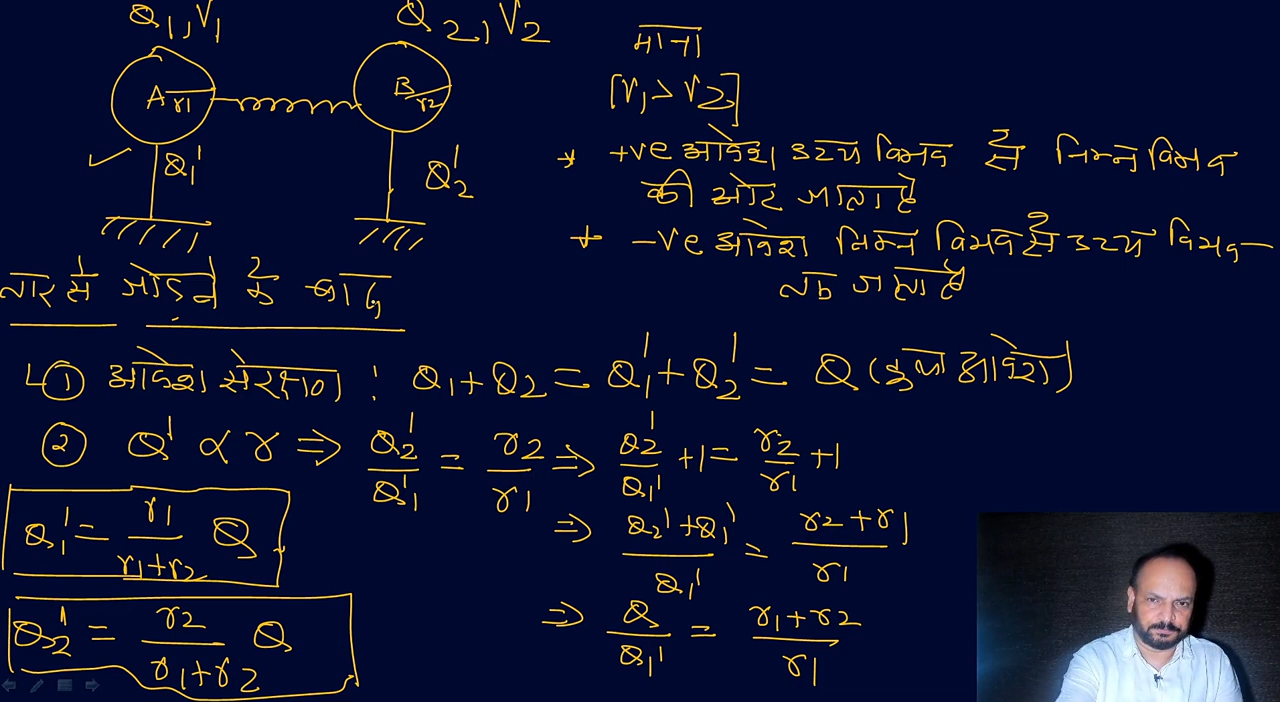 Q1, V1
Q2, V2
A r1
B r2
Q1'
Q2'
माना
[V1 > V2]
* +ve आवेश उच्च विभव से निम्न विभव
की ओर जाता है
* -ve आवेश निम्न विभव से उच्च विभव
तक जाता है
तार से जोड़ने के बाद
① आवेश संरक्षण : Q1 + Q2 = Q1' + Q2' = Q (कुल आवेश)
② Q' ∝ r ⇒ Q2'/Q1' = r2/r1 ⇒ Q2'/Q1' + 1 = r2/r1 + 1
⇒ (Q2' + Q1')/Q1' = (r2 + r1)/r1
⇒ Q/Q1' = (r1 + r2)/r1
Q1' = r1/(r1 + r2) Q
Q2' = r2/(r1 + r2) Q